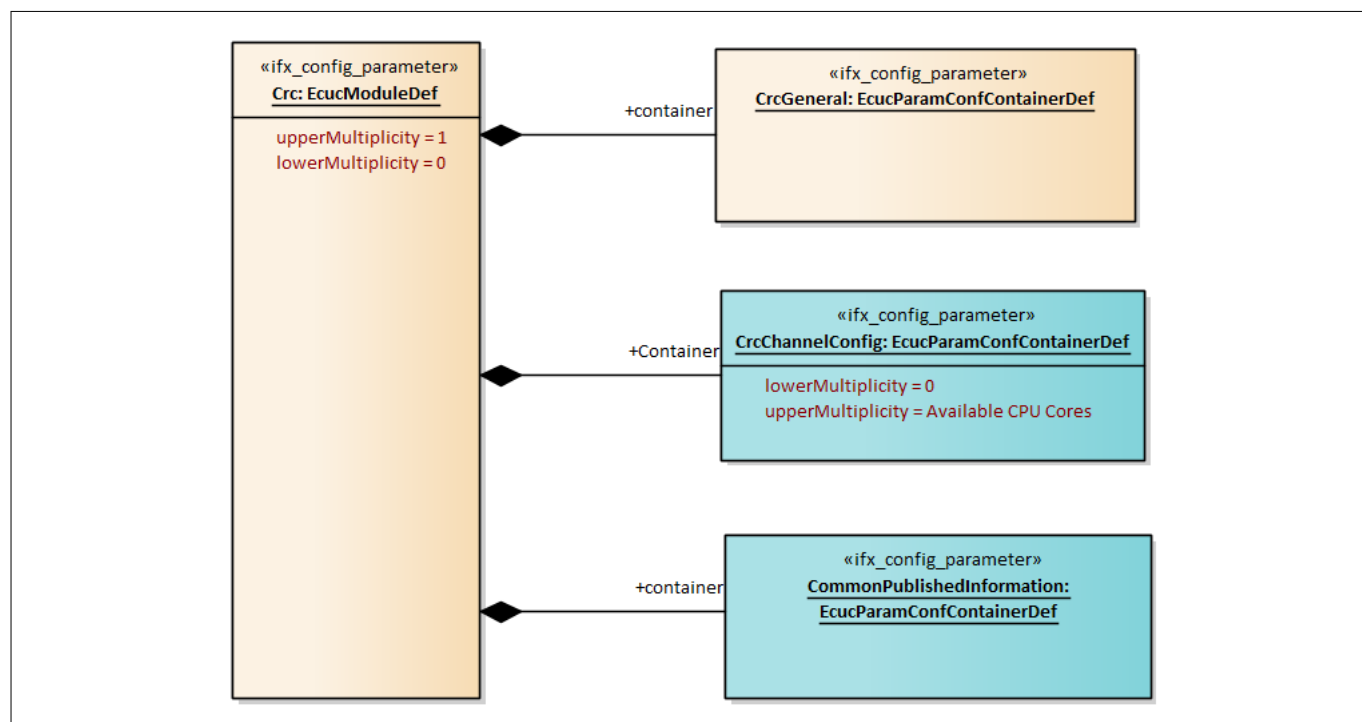 «ifx_config_parameter»
Crc: EcucModuleDef
upperMultiplicity = 1
lowerMultiplicity = 0
+container
«ifx_config_parameter»
CrcGeneral: EcucParamConfContainerDef
+Container
«ifx_config_parameter»
CrcChannelConfig: EcucParamConfContainerDef
lowerMultiplicity = 0
upperMultiplicity = Available CPU Cores
+container
«ifx_config_parameter»
CommonPublishedInformation:
EcucParamConfContainerDef